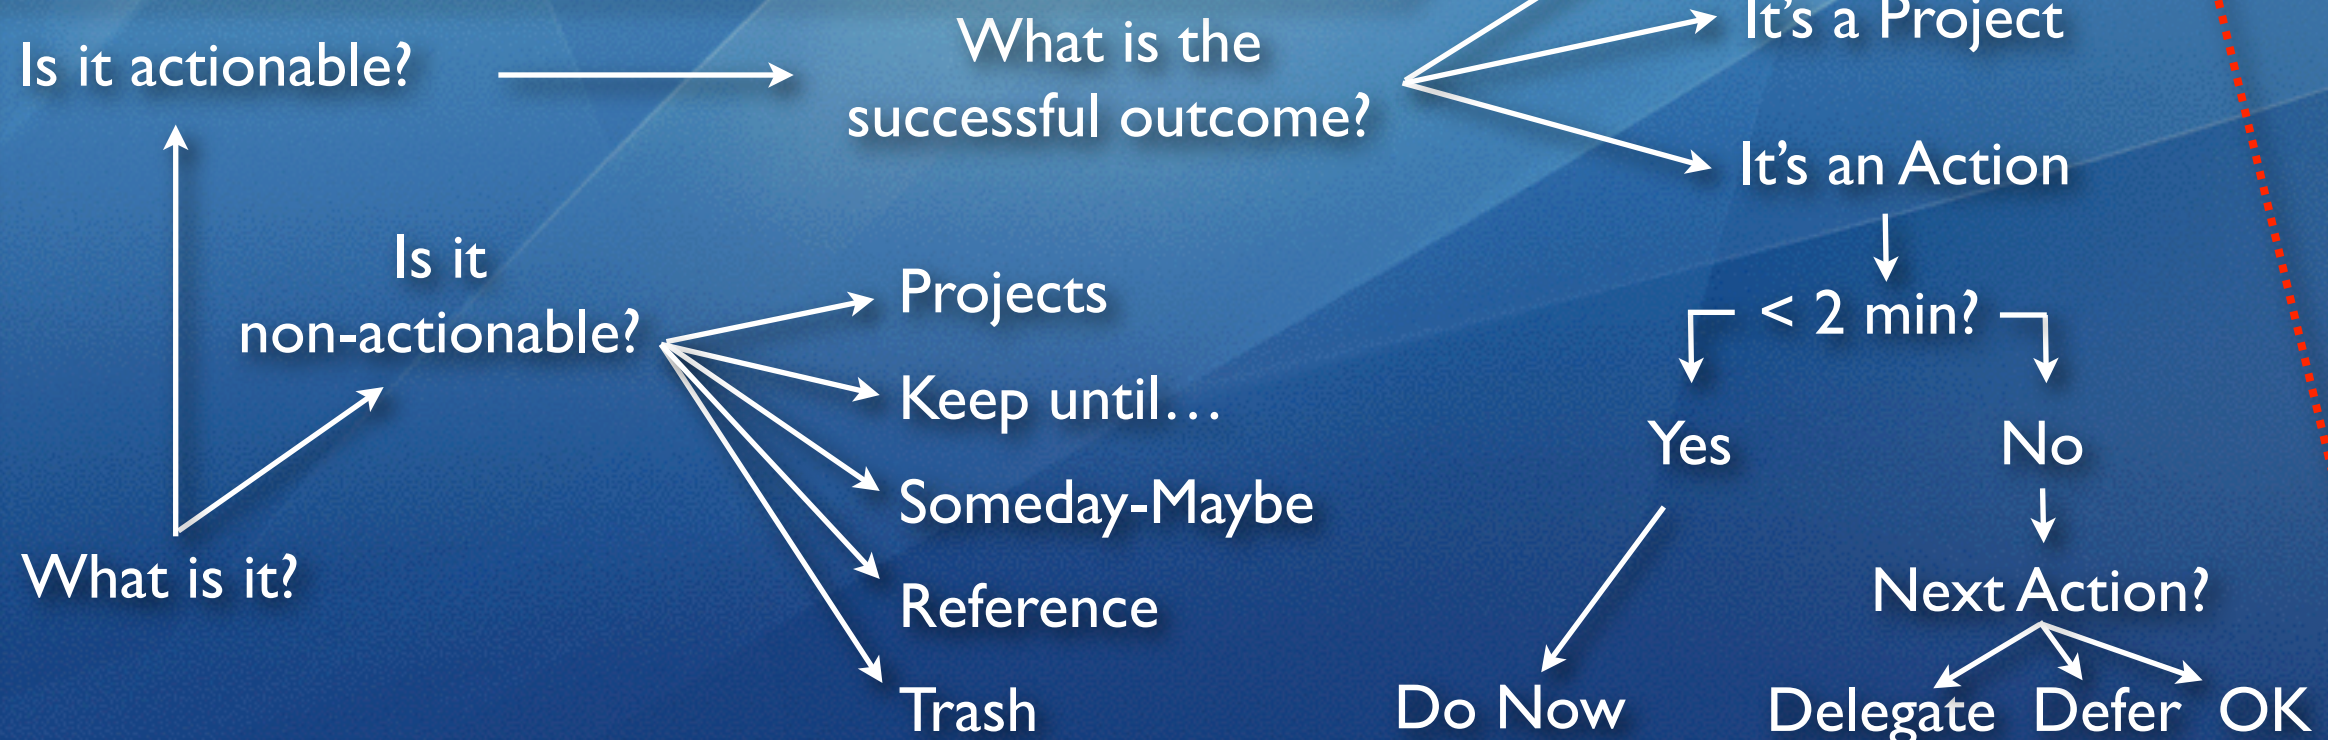 It's a Project
Is it actionable?
What is the
successful outcome?
It's an Action
Is it
non-actionable?
Projects
< 2 min?
Keep until…
Yes
No
Someday-Maybe
What is it?
Reference
Next Action?
Trash
Do Now
Delegate
Defer
OK